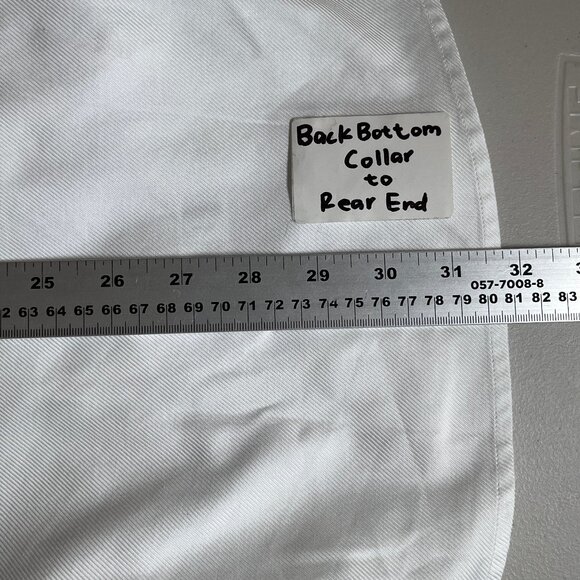 Back Bottom
Collar
to
Rear End
25 26 27 28 29 30 31 32
057-7008-8
2 63 64 65 66 67 68 69 70 71 72 73 74 75 76 77 78 79 80 81 82 83